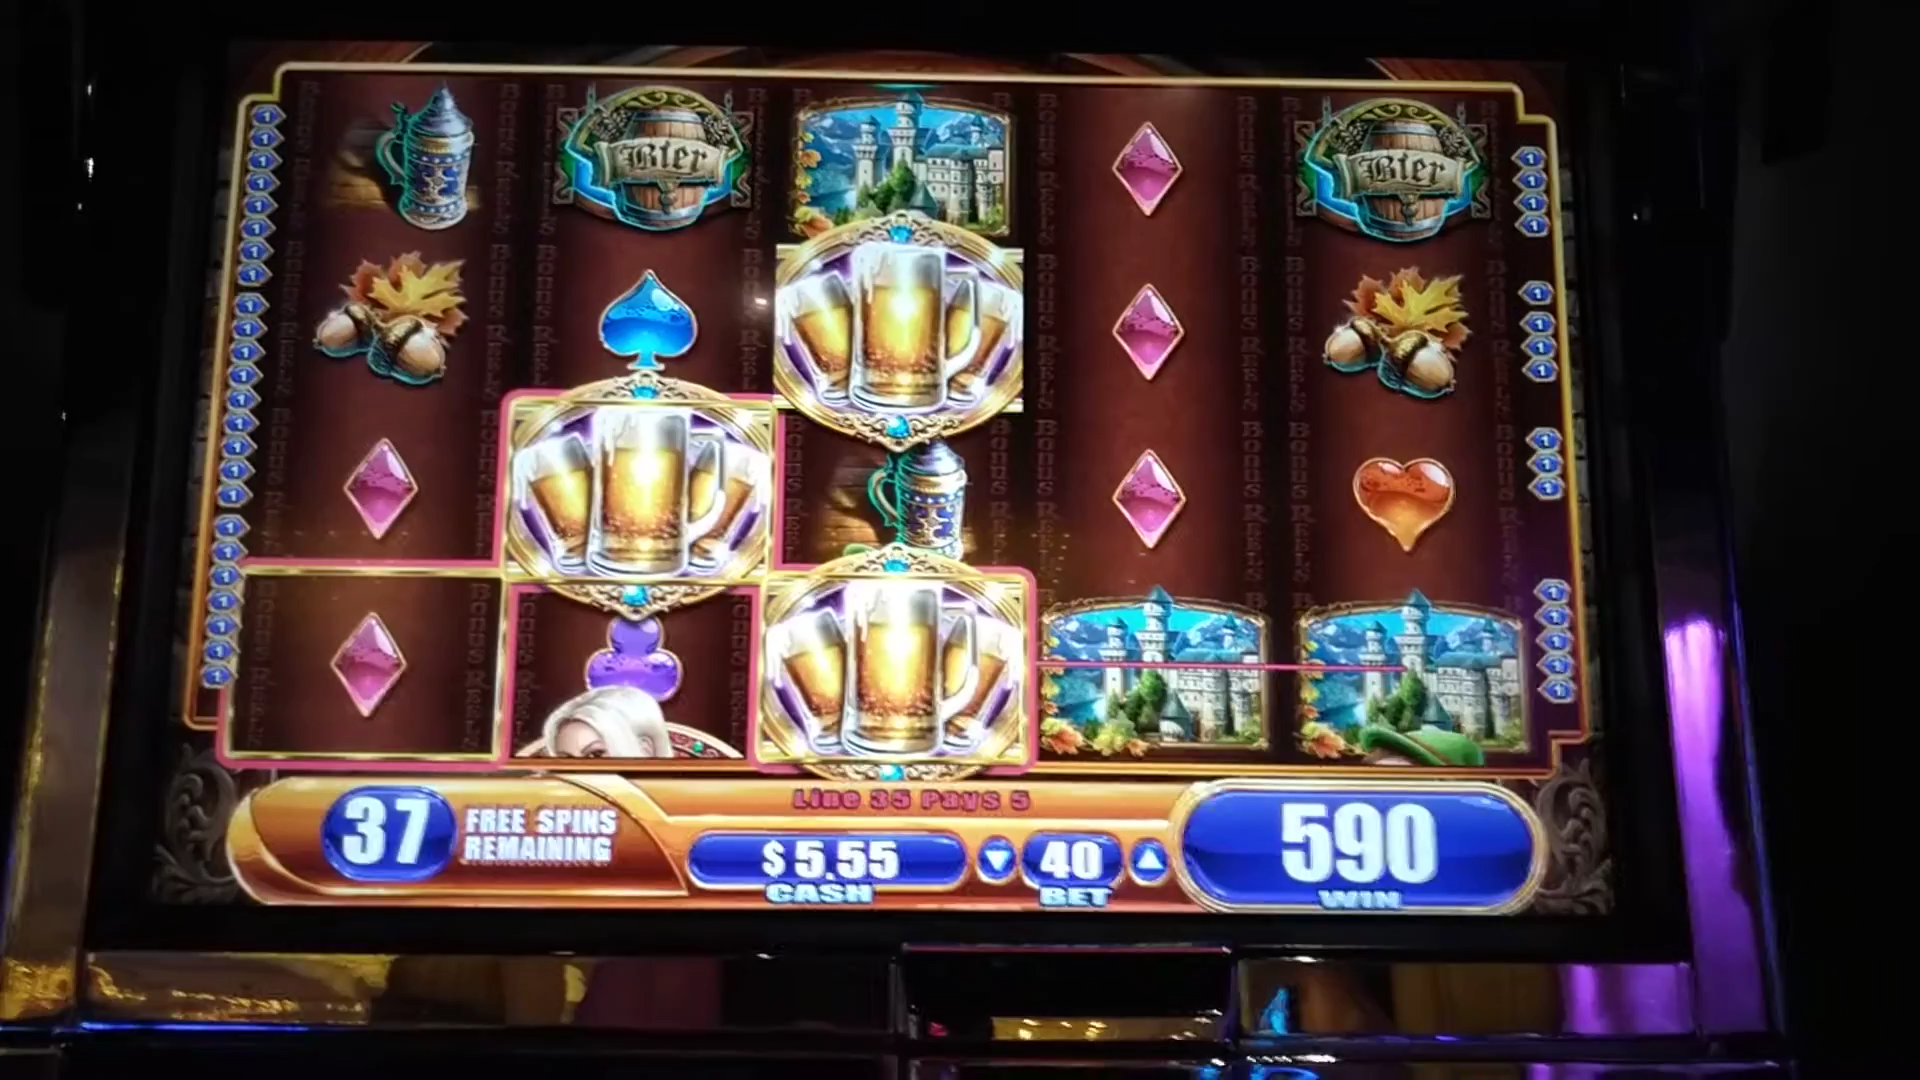 Bier
Bier
Line 35 Pays 5
37
FREE SPINS
REMAINING
$5.55
CASH
40
BET
590
WIN